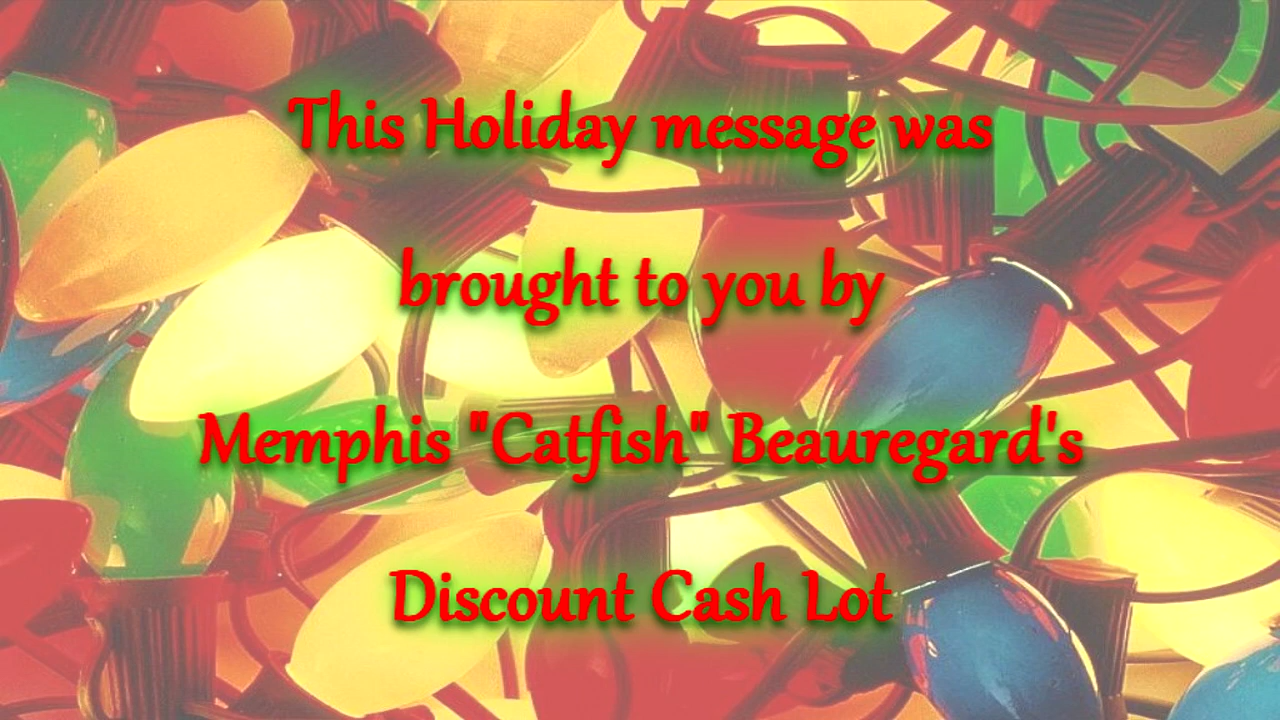 This Holiday message was
brought to you by
Memphis "Catfish" Beauregard's
Discount Cash Lot